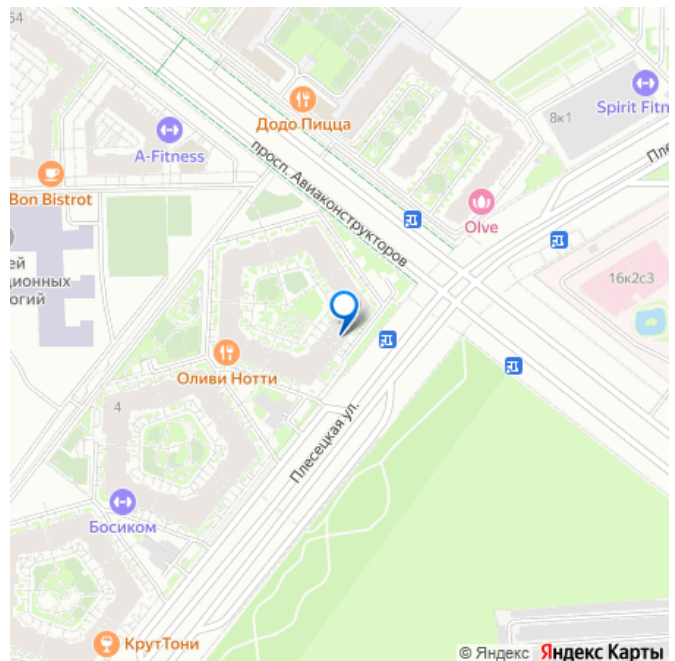 54
Додо Пицца
A-Fitness
Bon Bistrot
просп. Авиаконструкторов
Spirit Fitn
8к1
Пле
Olve
ей
ционных
огий
16к2с3
Оливи Нотти
4
Плесецкая ул.
Босиком
КрутТони
© Яндекс Яндекс Карты